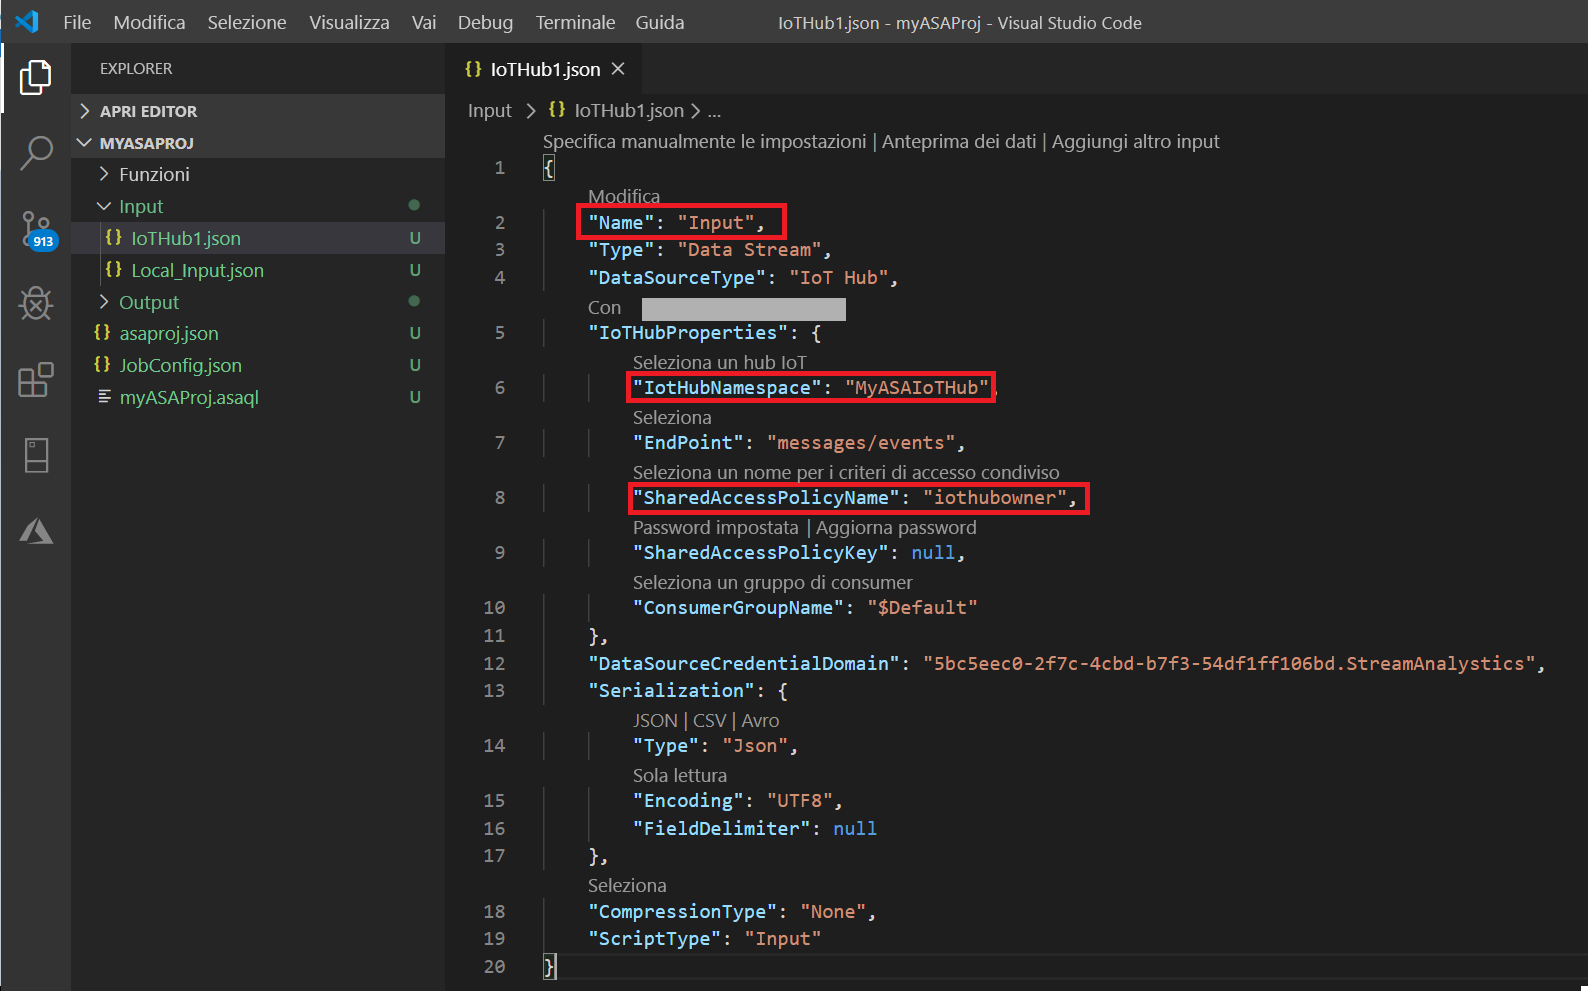 File Modifica Selezione Visualizza Vai Debug Terminale Guida IoTHub1.json - myASAProj - Visual Studio Code
EXPLORER
APRI EDITOR
MYASAPROJ
Funzioni
Input
IoTHub1.json U
Local_Input.json U
Output
asaproj.json U
JobConfig.json U
myASAProj.asaql U
913
{} IoTHub1.json ×
Input > {} IoTHub1.json > ...
Specifica manualmente le impostazioni | Anteprima dei dati | Aggiungi altro input
1 {
Modifica
2 "Name": "Input",
3 "Type": "Data Stream",
4 "DataSourceType": "IoT Hub",
Con
5 "IoTHubProperties": {
Seleziona un hub IoT
6 "IotHubNamespace": "MyASAIoTHub",
Seleziona
7 "EndPoint": "messages/events",
Seleziona un nome per i criteri di accesso condiviso
8 "SharedAccessPolicyName": "iothubowner",
Password impostata | Aggiorna password
9 "SharedAccessPolicyKey": null,
Seleziona un gruppo di consumer
10 "ConsumerGroupName": "$Default"
11 },
12 "DataSourceCredentialDomain": "5bc5eec0-2f7c-4cbd-b7f3-54df1ff106bd.StreamAnalystics",
13 "Serialization": {
JSON | CSV | Avro
14 "Type": "Json",
Sola lettura
15 "Encoding": "UTF8",
16 "FieldDelimiter": null
17 },
Seleziona
18 "CompressionType": "None",
19 "ScriptType": "Input"
20 }